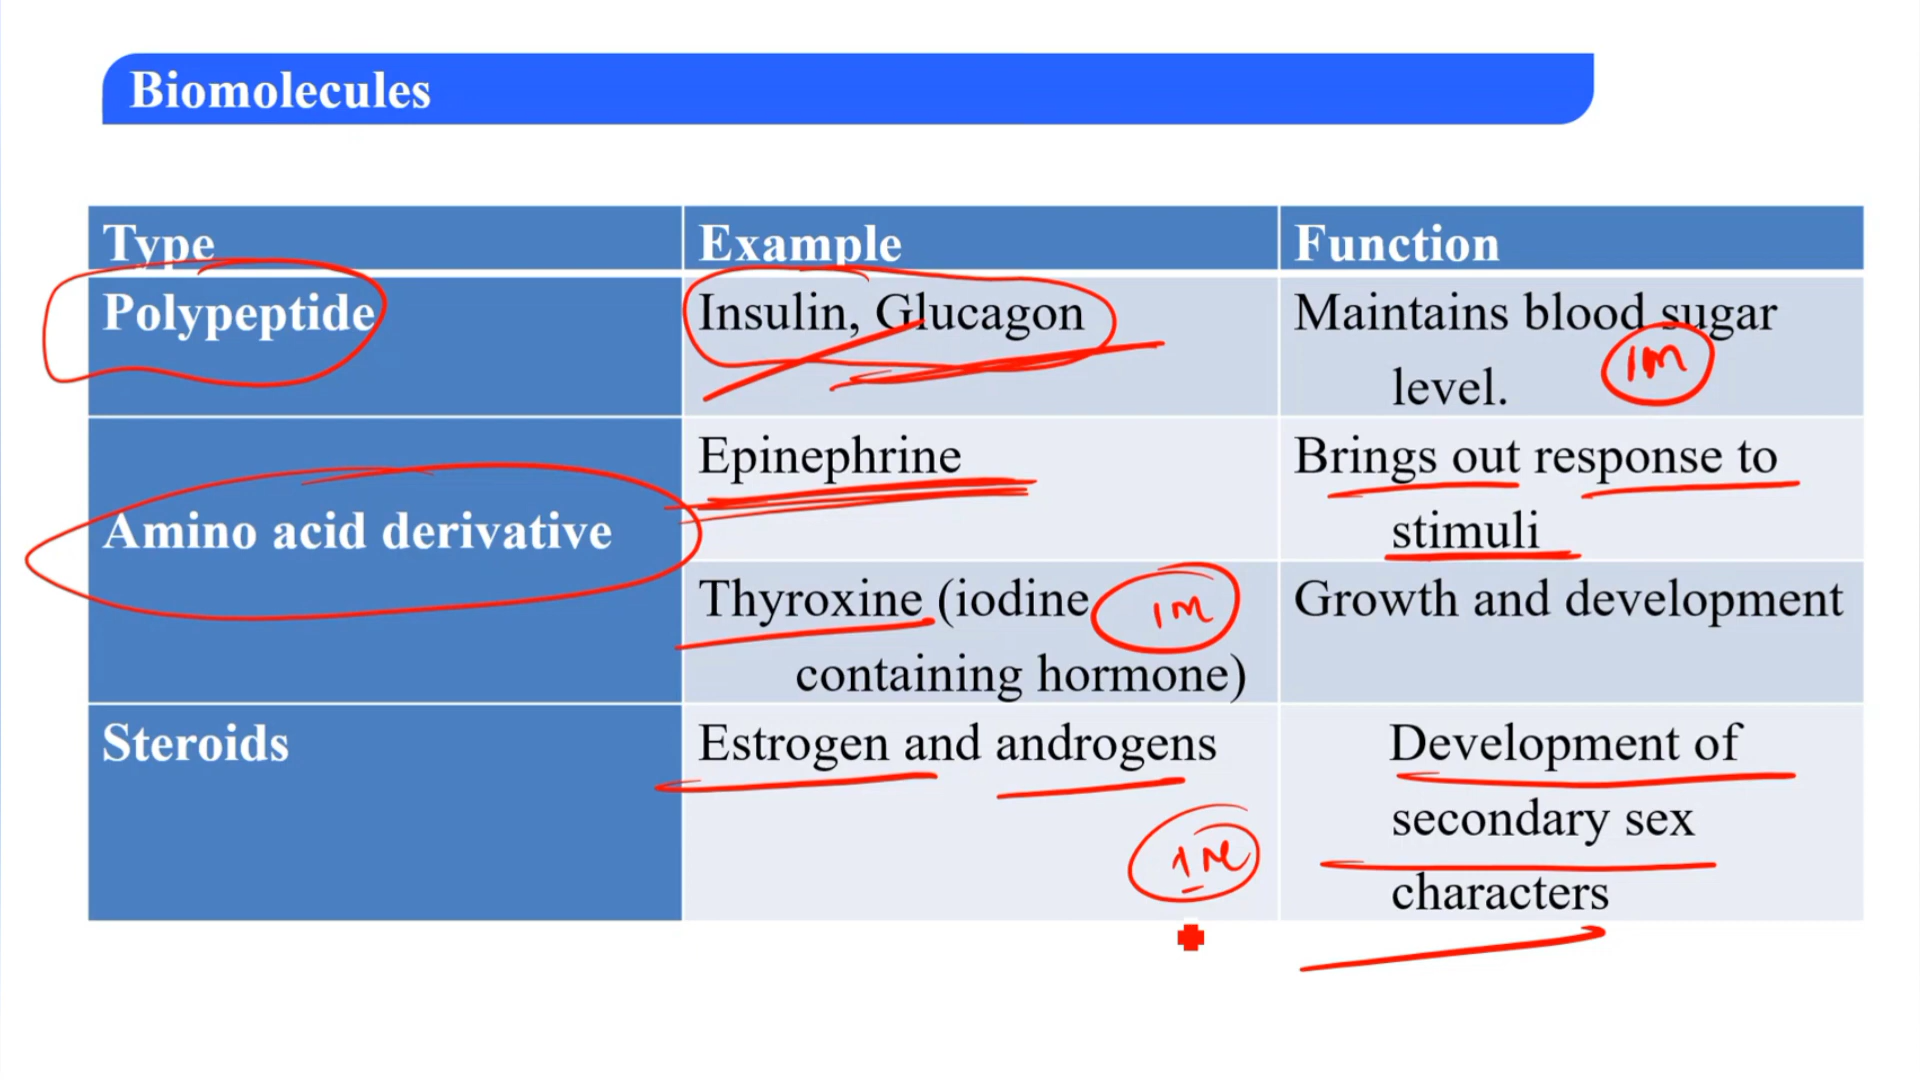 Biomolecules
Type Example Function
Polypeptide Insulin, Glucagon Maintains blood sugar
level.
1M
Epinephrine Brings out response to
Amino acid derivative stimuli
Thyroxine (iodine 1M Growth and development
containing hormone)
Steroids Estrogen and androgens Development of
secondary sex
1M
characters